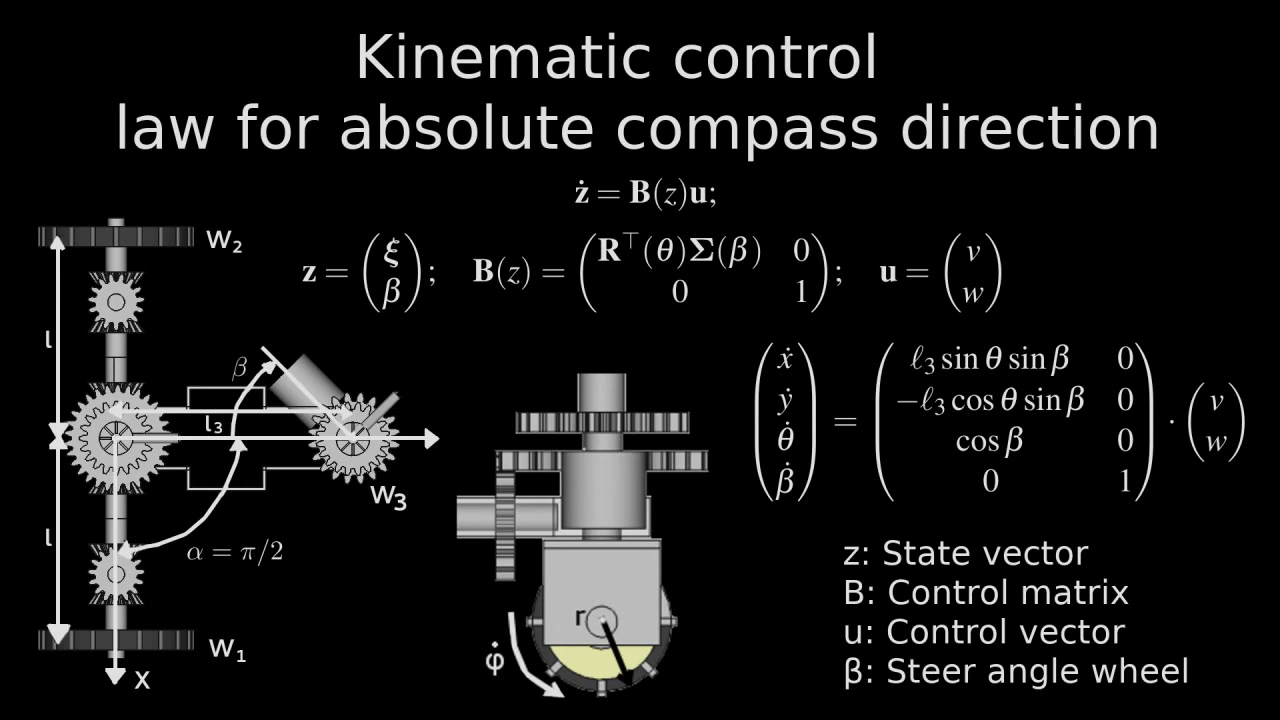 Kinematic control
law for absolute compass direction
ż = B(z)u;
z = (ξ β); B(z) = (R⊤(θ)Σ(β) 0 0 1); u = (v w)
(ẋ ẏ θ̇ β̇) = (ℓ₃ sin θ sin β 0 −ℓ₃ cos θ sin β 0 cos β 0 0 1) · (v w)
w₂
l
β
l₃
w₃
l
α = π/2
w₁
x
r
φ̇
z: State vector
B: Control matrix
u: Control vector
β: Steer angle wheel